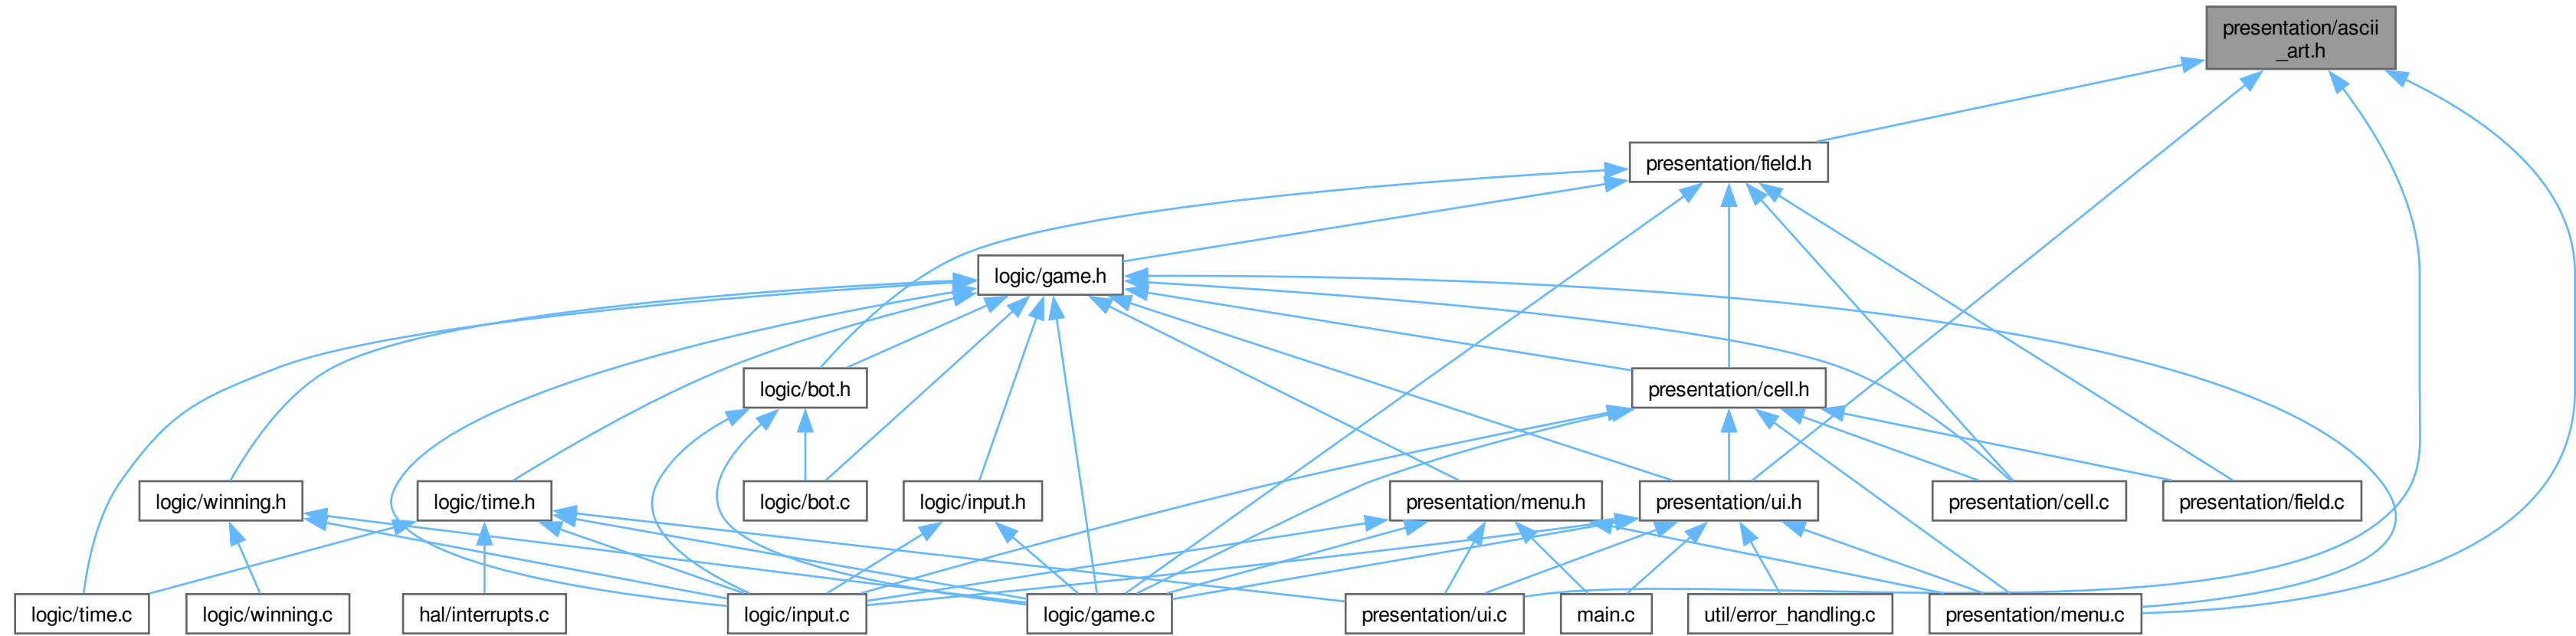 presentation/ascii
_art.h
presentation/field.h
logic/game.h
logic/bot.h
presentation/cell.h
logic/winning.h
logic/time.h
logic/bot.c
logic/input.h
presentation/menu.h
presentation/ui.h
presentation/cell.c
presentation/field.c
logic/time.c
logic/winning.c
hal/interrupts.c
logic/input.c
logic/game.c
presentation/ui.c
main.c
util/error_handling.c
presentation/menu.c